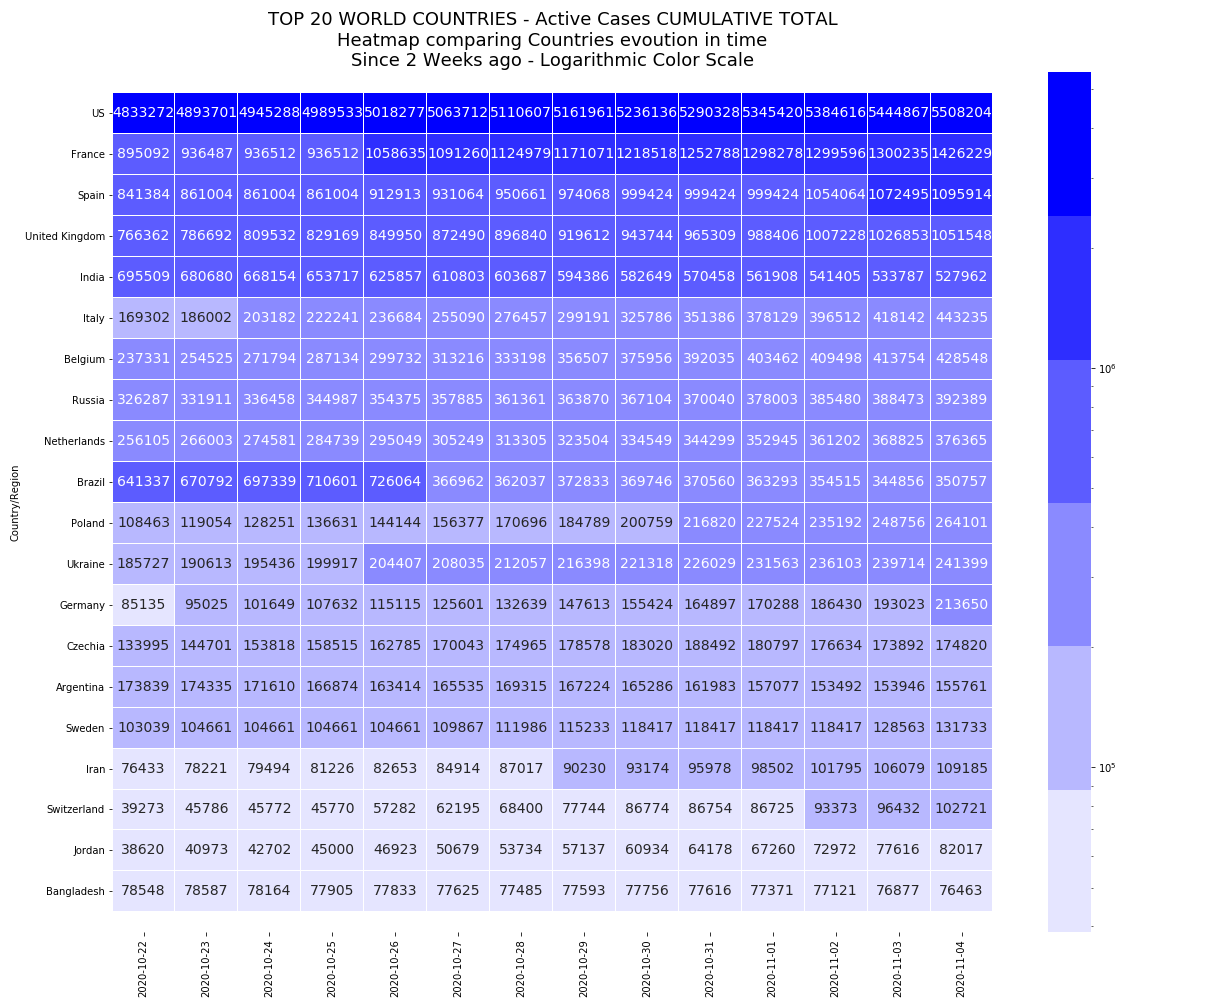 TOP 20 WORLD COUNTRIES - Active Cases CUMULATIVE TOTAL
Heatmap comparing Countries evoution in time
Since 2 Weeks ago - Logarithmic Color Scale
Country/Region
US 4833272 4893701 4945288 4989533 5018277 5063712 5110607 5161961 5236136 5290328 5345420 5384616 5444867 5508204
France 895092 936487 936512 936512 1058635 1091260 1124979 1171071 1218518 1252788 1298278 1299596 1300235 1426229
Spain 841384 861004 861004 861004 912913 931064 950661 974068 999424 999424 999424 1054064 1072495 1095914
United Kingdom 766362 786692 809532 829169 849950 872490 896840 919612 943744 965309 988406 1007228 1026853 1051548
India 695509 680680 668154 653717 625857 610803 603687 594386 582649 570458 561908 541405 533787 527962
Italy 169302 186002 203182 222241 236684 255090 276457 299191 325786 351386 378129 396512 418142 443235
Belgium 237331 254525 271794 287134 299732 313216 333198 356507 375956 392035 403462 409498 413754 428548
Russia 326287 331911 336458 344987 354375 357885 361361 363870 367104 370040 378003 385480 388473 392389
Netherlands 256105 266003 274581 284739 295049 305249 313305 323504 334549 344299 352945 361202 368825 376365
Brazil 641337 670792 697339 710601 726064 366962 362037 372833 369746 370560 363293 354515 344856 350757
Poland 108463 119054 128251 136631 144144 156377 170696 184789 200759 216820 227524 235192 248756 264101
Ukraine 185727 190613 195436 199917 204407 208035 212057 216398 221318 226029 231563 236103 239714 241399
Germany 85135 95025 101649 107632 115115 125601 132639 147613 155424 164897 170288 186430 193023 213650
Czechia 133995 144701 153818 158515 162785 170043 174965 178578 183020 188492 180797 176634 173892 174820
Argentina 173839 174335 171610 166874 163414 165535 169315 167224 165286 161983 157077 153492 153946 155761
Sweden 103039 104661 104661 104661 104661 109867 111986 115233 118417 118417 118417 118417 128563 131733
Iran 76433 78221 79494 81226 82653 84914 87017 90230 93174 95978 98502 101795 106079 109185
Switzerland 39273 45786 45772 45770 57282 62195 68400 77744 86774 86754 86725 93373 96432 102721
Jordan 38620 40973 42702 45000 46923 50679 53734 57137 60934 64178 67260 72972 77616 82017
Bangladesh 78548 78587 78164 77905 77833 77625 77485 77593 77756 77616 77371 77121 76877 76463
2020-10-22 2020-10-23 2020-10-24 2020-10-25 2020-10-26 2020-10-27 2020-10-28 2020-10-29 2020-10-30 2020-10-31 2020-11-01 2020-11-02 2020-11-03 2020-11-04
10⁶
10⁵